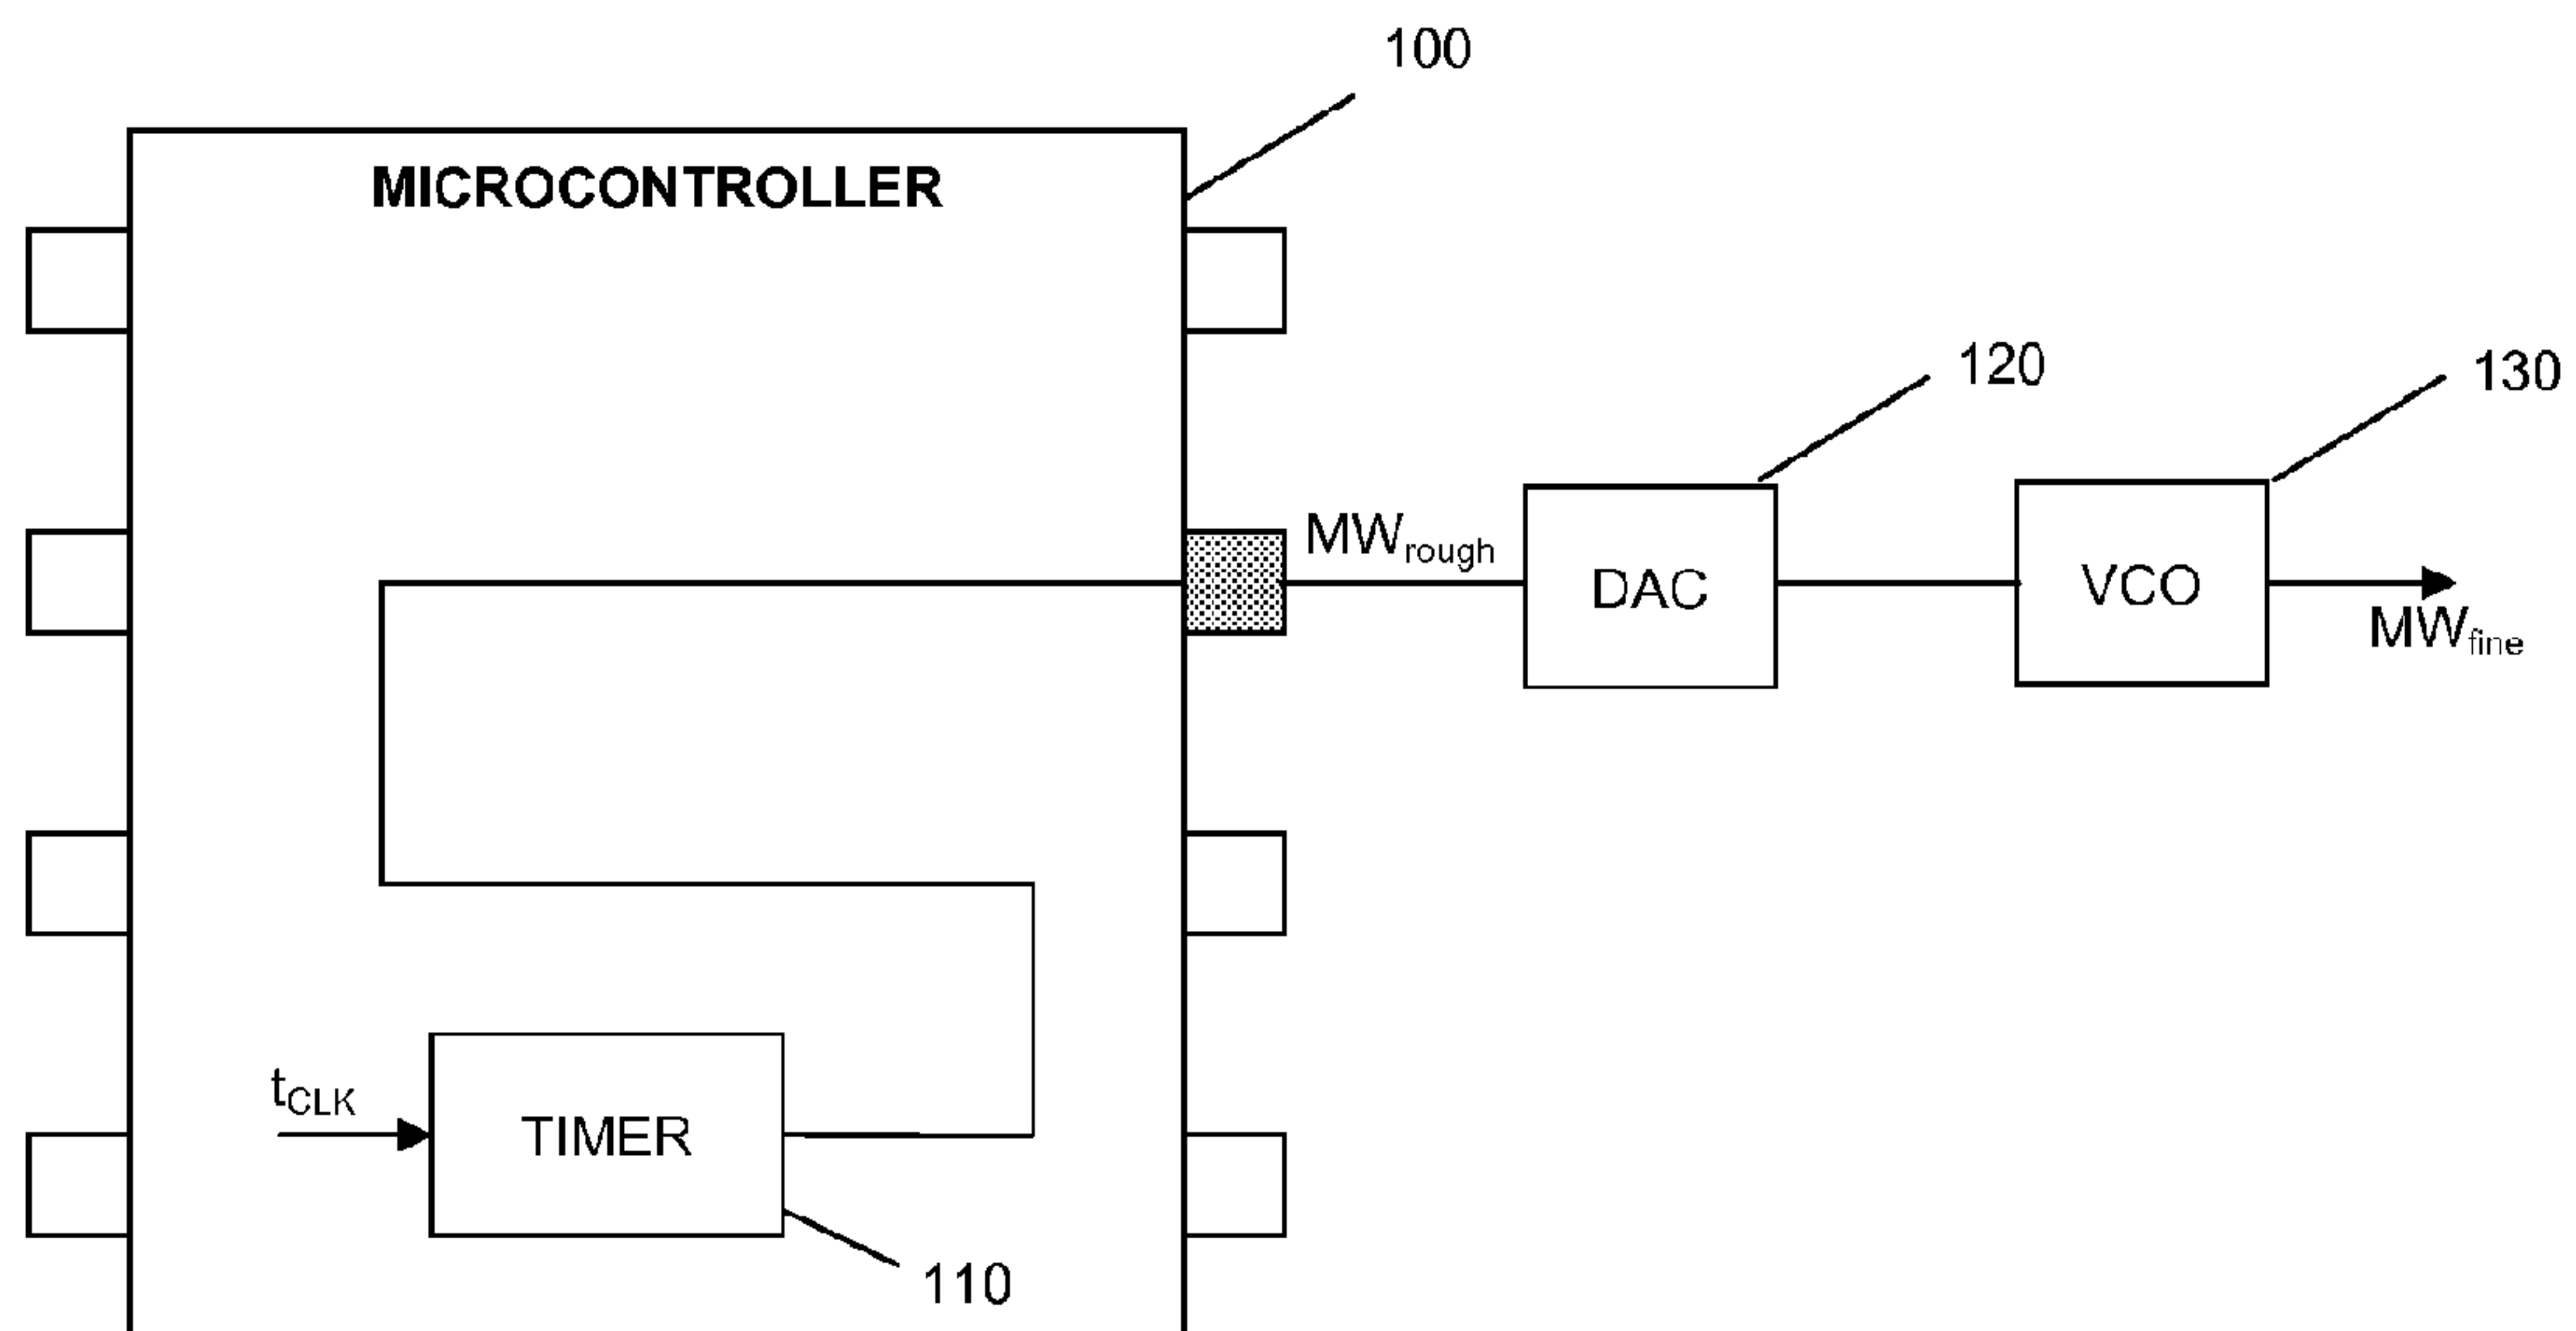 100
MICROCONTROLLER
120
130
MWrough
DAC
VCO
MWfine
tCLK
TIMER
110